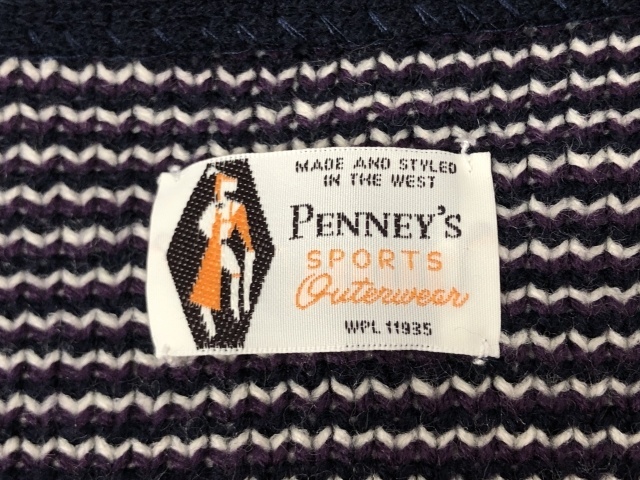 MADE AND STYLED
IN THE WEST
PENNEY'S
SPORTS
Outerwear
WPL 11935